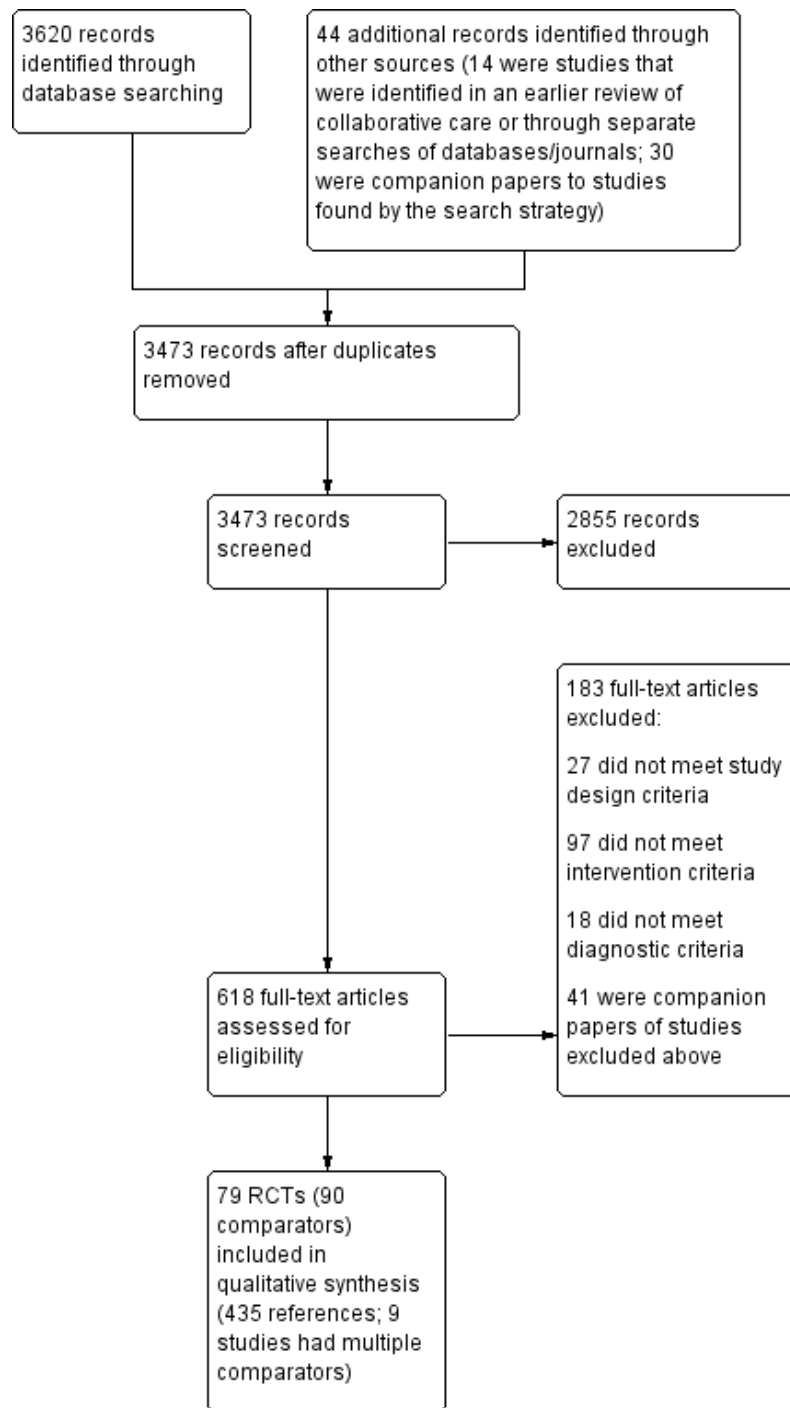 3620 records
identified through
database searching
44 additional records identified through
other sources (14 were studies that
were identified in an earlier review of
collaborative care or through separate
searches of databases/journals; 30
were companion papers to studies
found by the search strategy)
3473 records after duplicates
removed
3473 records
screened
2855 records
excluded
183 full-text articles
excluded:
27 did not meet study
design criteria
97 did not meet
intervention criteria
18 did not meet
diagnostic criteria
41 were companion
papers of studies
excluded above
618 full-text articles
assessed for
eligibility
79 RCTs (90
comparators)
included in
qualitative synthesis
(435 references; 9
studies had multiple
comparators)